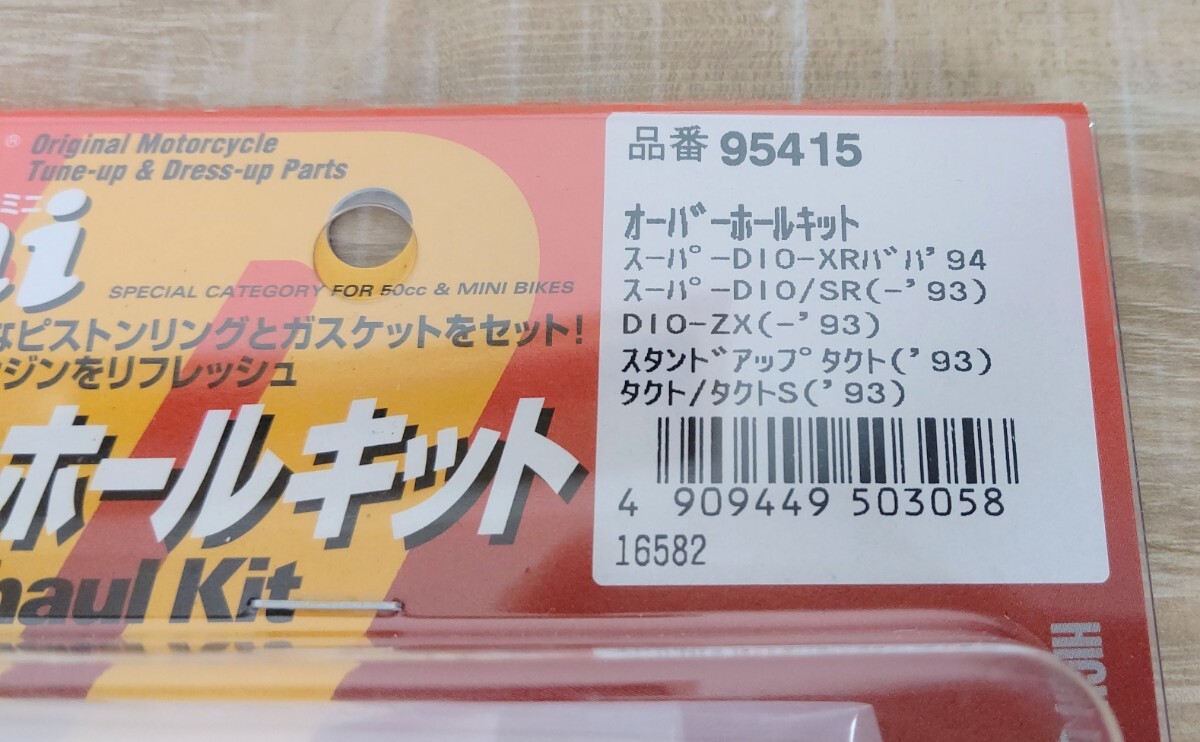 ® Original Motorcycle
Tune-up & Dress-up Parts
ミニ
ni
SPECIAL CATEGORY FOR 50cc & MINI BIKES
なピストンリングとガスケットをセット!
ンジンをリフレッシュ
ホールキット
haul Kit
品番 95415
オーバーホールキット
スーパーDIO-XRバハ'94
スーパーDIO/SR(-'93)
DIO-ZX(-'93)
スタンドアップタクト('93)
タクト/タクトS('93)
4 909449 503058
16582